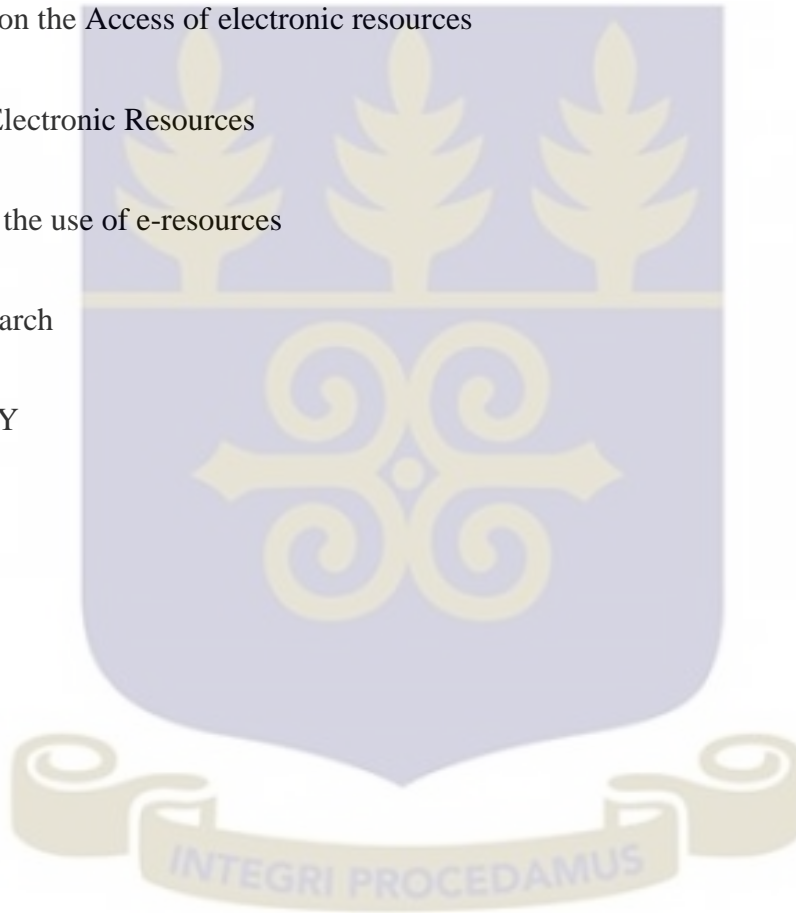 on the Access of electronic resources
Electronic Resources
the use of e-resources
arch
Y
INTEGRI PROCEDAMUS